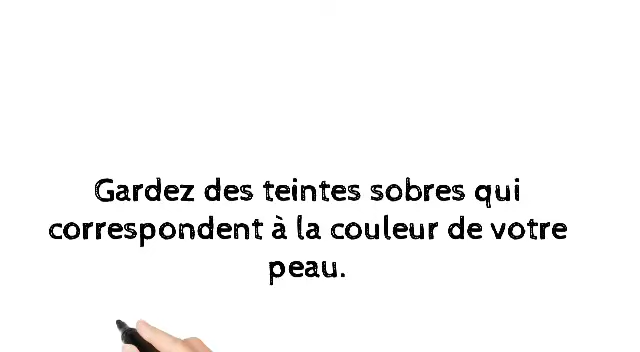 Gardez des teintes sobres qui
correspondent à la couleur de votre
peau.